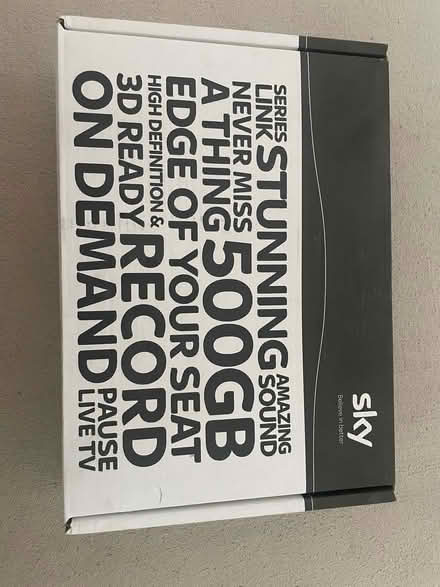 sky
Believe in better
SERIES
LINK STUNNING AMAZING
SOUND
NEVER MISS
A THING 500GB
EDGE OF YOUR SEAT
HIGH DEFINITION &
3D READY RECORD
ON DEMAND PAUSE
LIVE TV